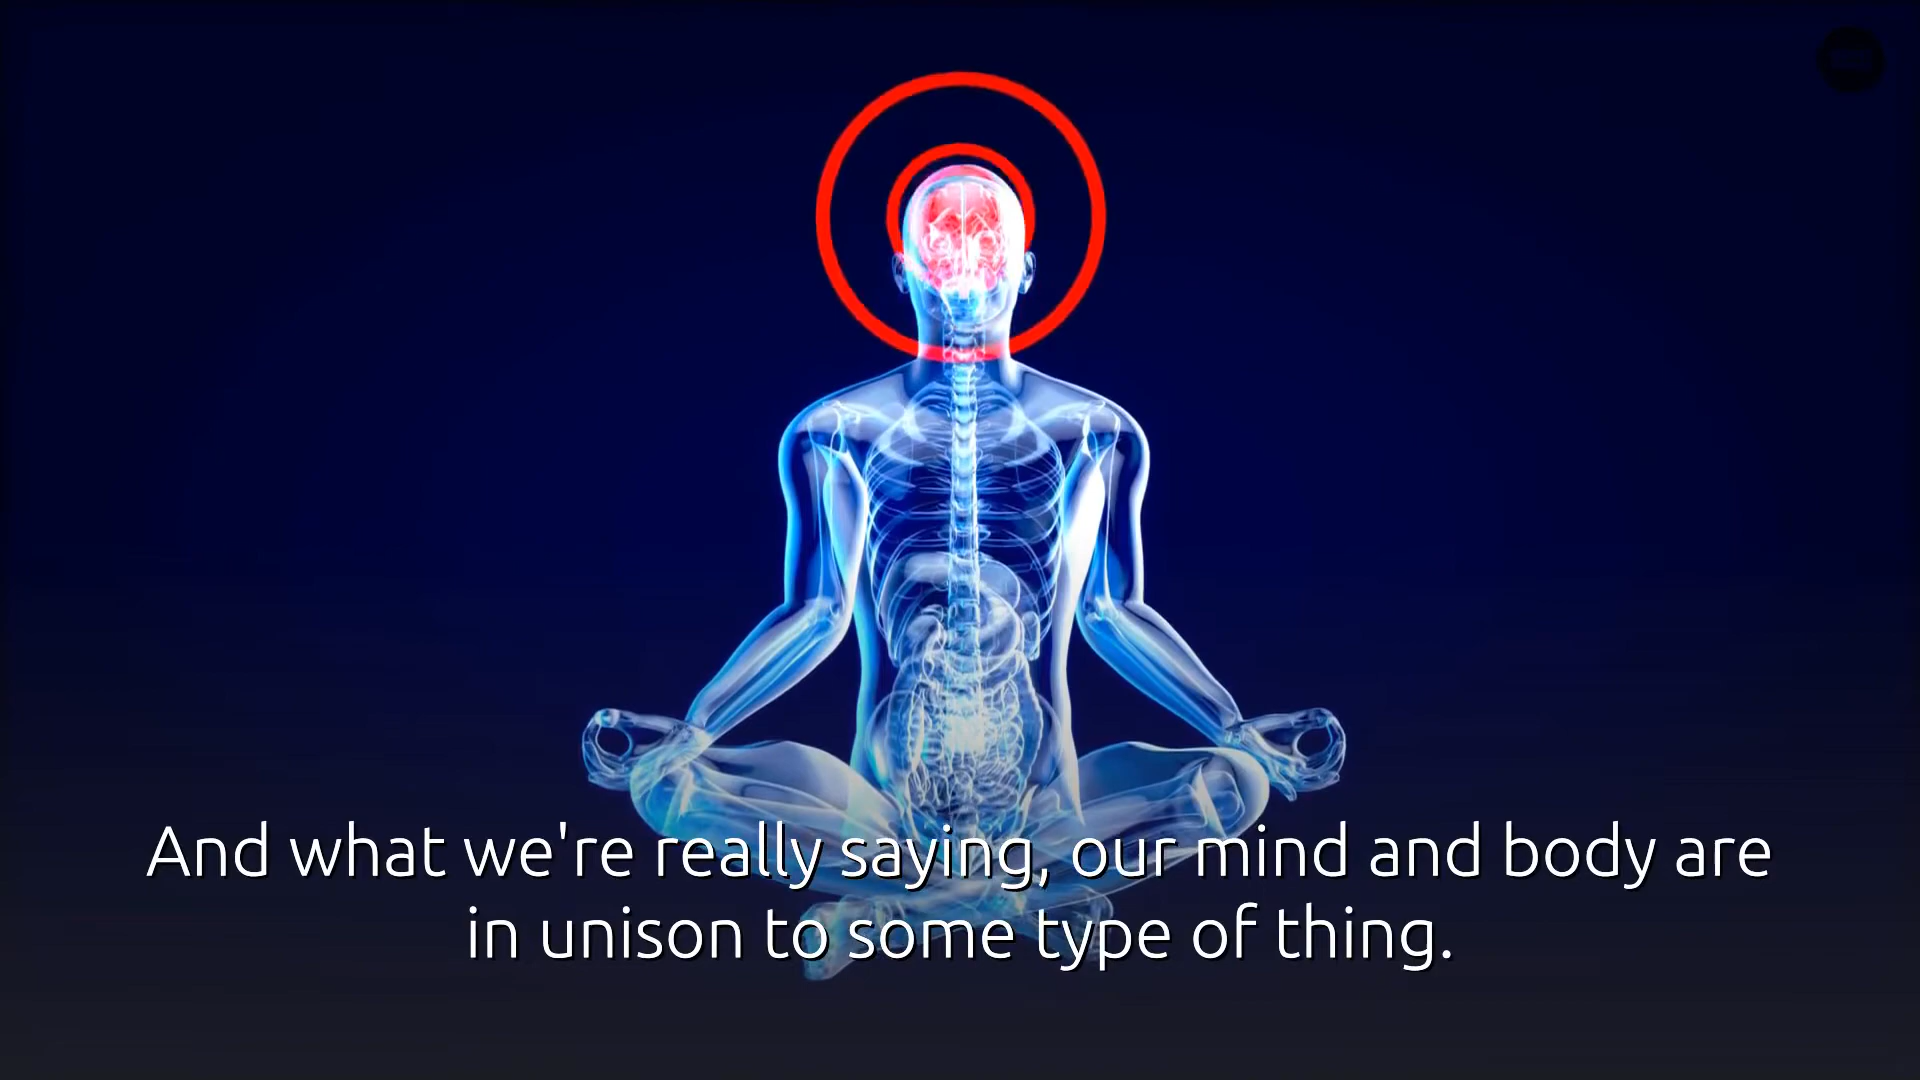 And what we're really saying, our mind and body are
in unison to some type of thing.